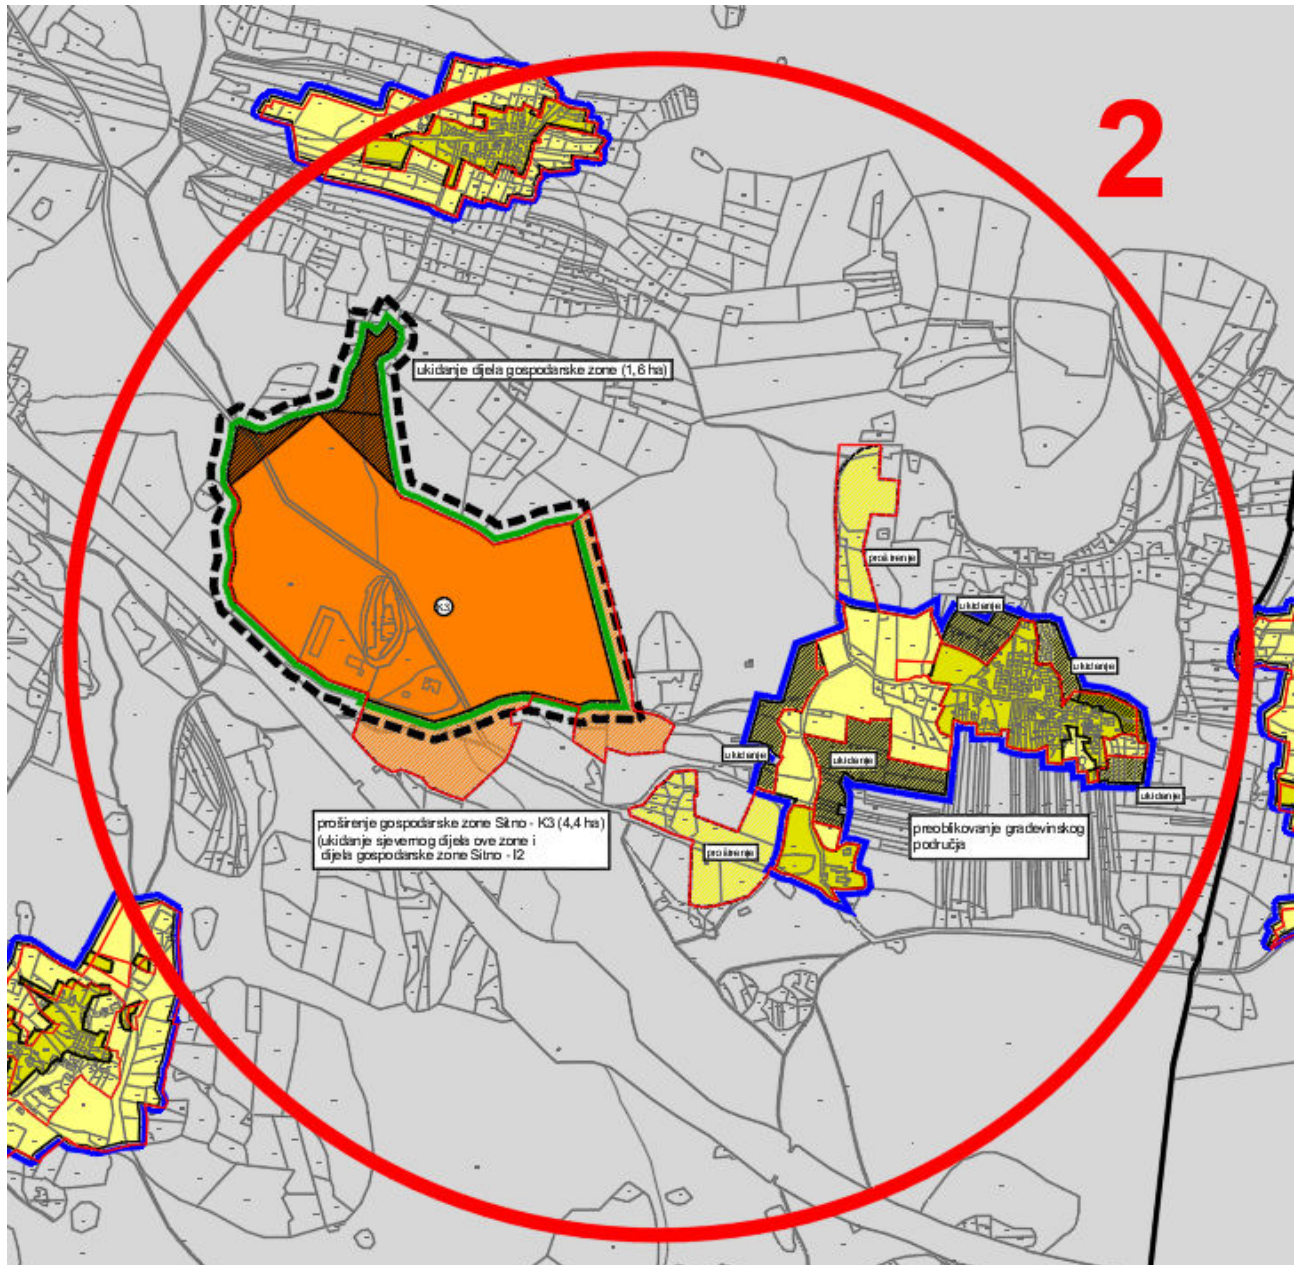 2
ukidanje dijela gospodarske zone (1,6 ha)
proširenje
ukidanje
K3
ukidanje
ukidanje
ukidanje
ukidanje
proširenje gospodarske zone Sitno - K3 (4,4 ha)
(ukidanje sjevernog dijela ove zone i
dijela gospodarske zone Sitno - I2
proširenje
preoblikovanje građevinskog
područja